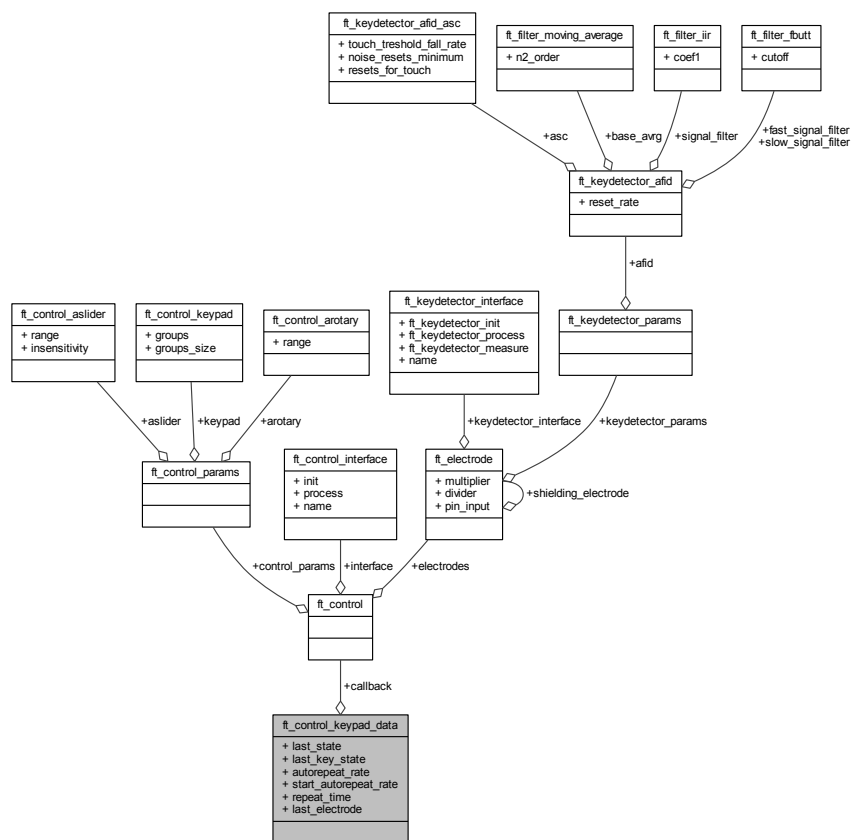 ft_keydetector_afid_asc
+ touch_treshold_fall_rate
+ noise_resets_minimum
+ resets_for_touch
ft_filter_moving_average
+ n2_order
ft_filter_iir
+ coef1
ft_filter_fbutt
+ cutoff
+asc
+base_avrg
+signal_filter
+fast_signal_filter
+slow_signal_filter
ft_keydetector_afid
+ reset_rate
+afid
ft_control_aslider
+ range
+ insensitivity
ft_control_keypad
+ groups
+ groups_size
ft_control_arotary
+ range
ft_keydetector_interface
+ ft_keydetector_init
+ ft_keydetector_process
+ ft_keydetector_measure
+ name
ft_keydetector_params
+aslider
+keypad
+arotary
+keydetector_interface
+keydetector_params
ft_control_params
ft_control_interface
+ init
+ process
+ name
ft_electrode
+ multiplier
+ divider
+ pin_input
+shielding_electrode
+control_params
+interface
+electrodes
ft_control
+callback
ft_control_keypad_data
+ last_state
+ last_key_state
+ autorepeat_rate
+ start_autorepeat_rate
+ repeat_time
+ last_electrode